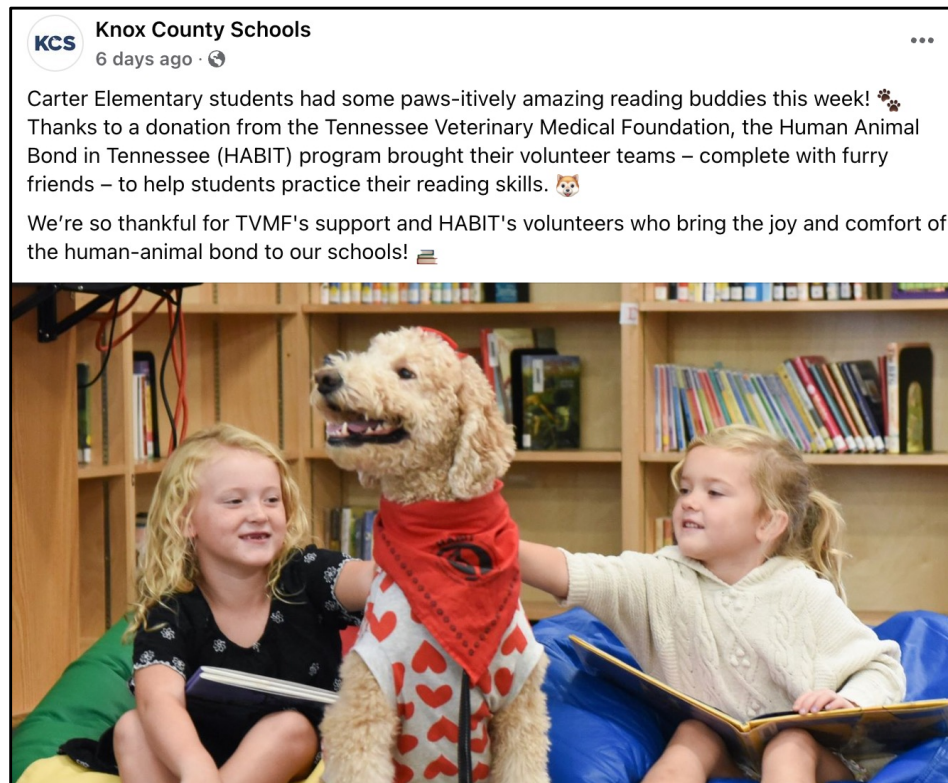 KCS
Knox County Schools
6 days ago ·
Carter Elementary students had some paws-itively amazing reading buddies this week! 🐾
Thanks to a donation from the Tennessee Veterinary Medical Foundation, the Human Animal
Bond in Tennessee (HABIT) program brought their volunteer teams – complete with furry
friends – to help students practice their reading skills. 🐶
We’re so thankful for TVMF's support and HABIT's volunteers who bring the joy and comfort of
the human-animal bond to our schools! 📚
HABIT